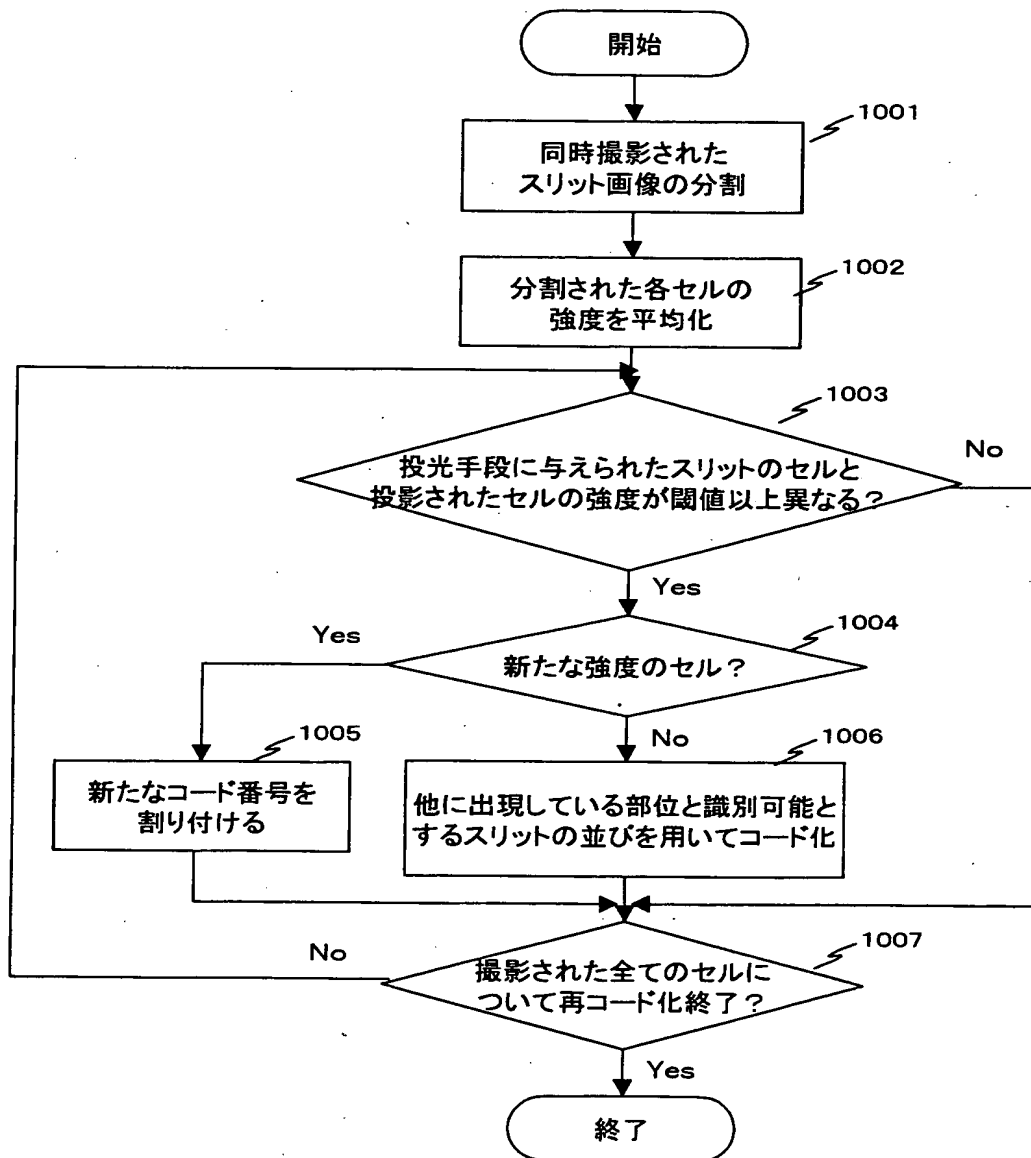 開始
1001
同時撮影された
スリット画像の分割
1002
分割された各セルの
強度を平均化
1003
No
投光手段に与えられたスリットのセルと
投影されたセルの強度が閾値以上異なる?
Yes
1004
Yes
新たな強度のセル?
No
1005
新たなコード番号を
割り付ける
1006
他に出現している部位と識別可能と
するスリットの並びを用いてコード化
1007
No
撮影された全てのセルに
ついて再コード化終了?
Yes
終了